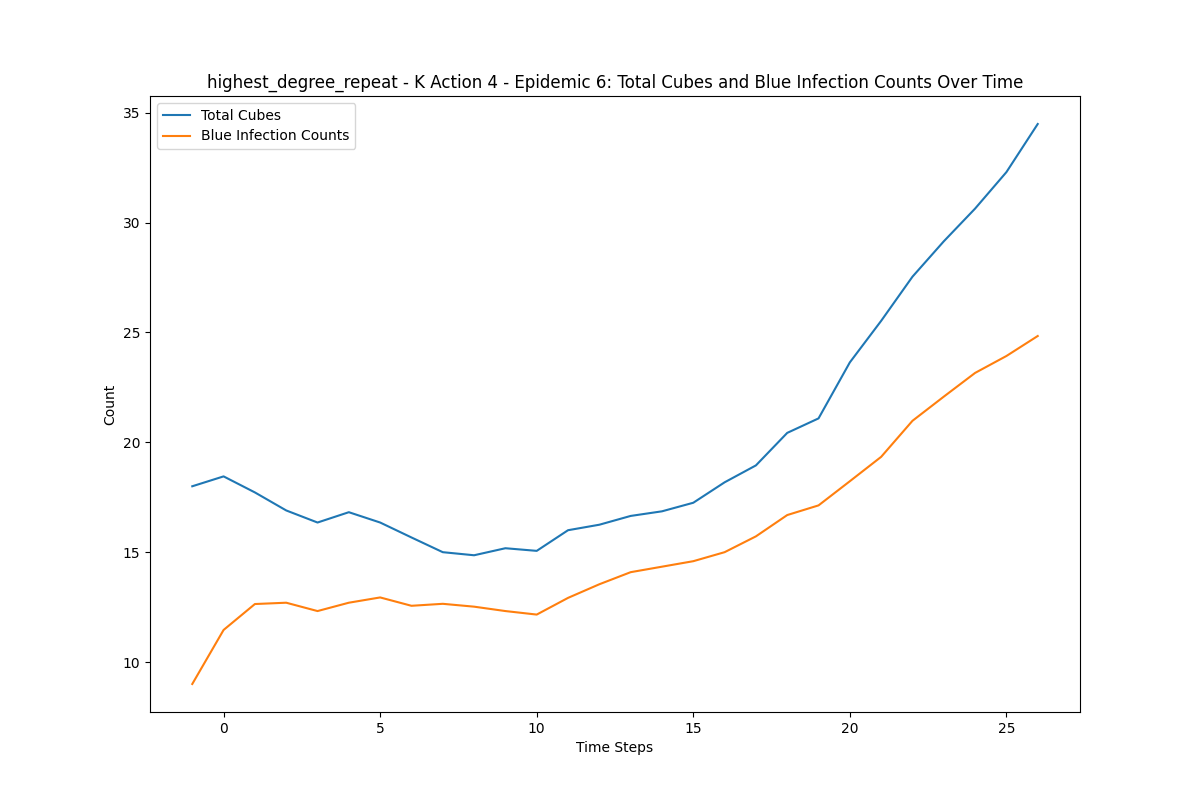 highest_degree_repeat - K Action 4 - Epidemic 6: Total Cubes and Blue Infection Counts Over Time
Total Cubes
Blue Infection Counts
35
30
25
20
15
10
Count
0 5 10 15 20 25
Time Steps